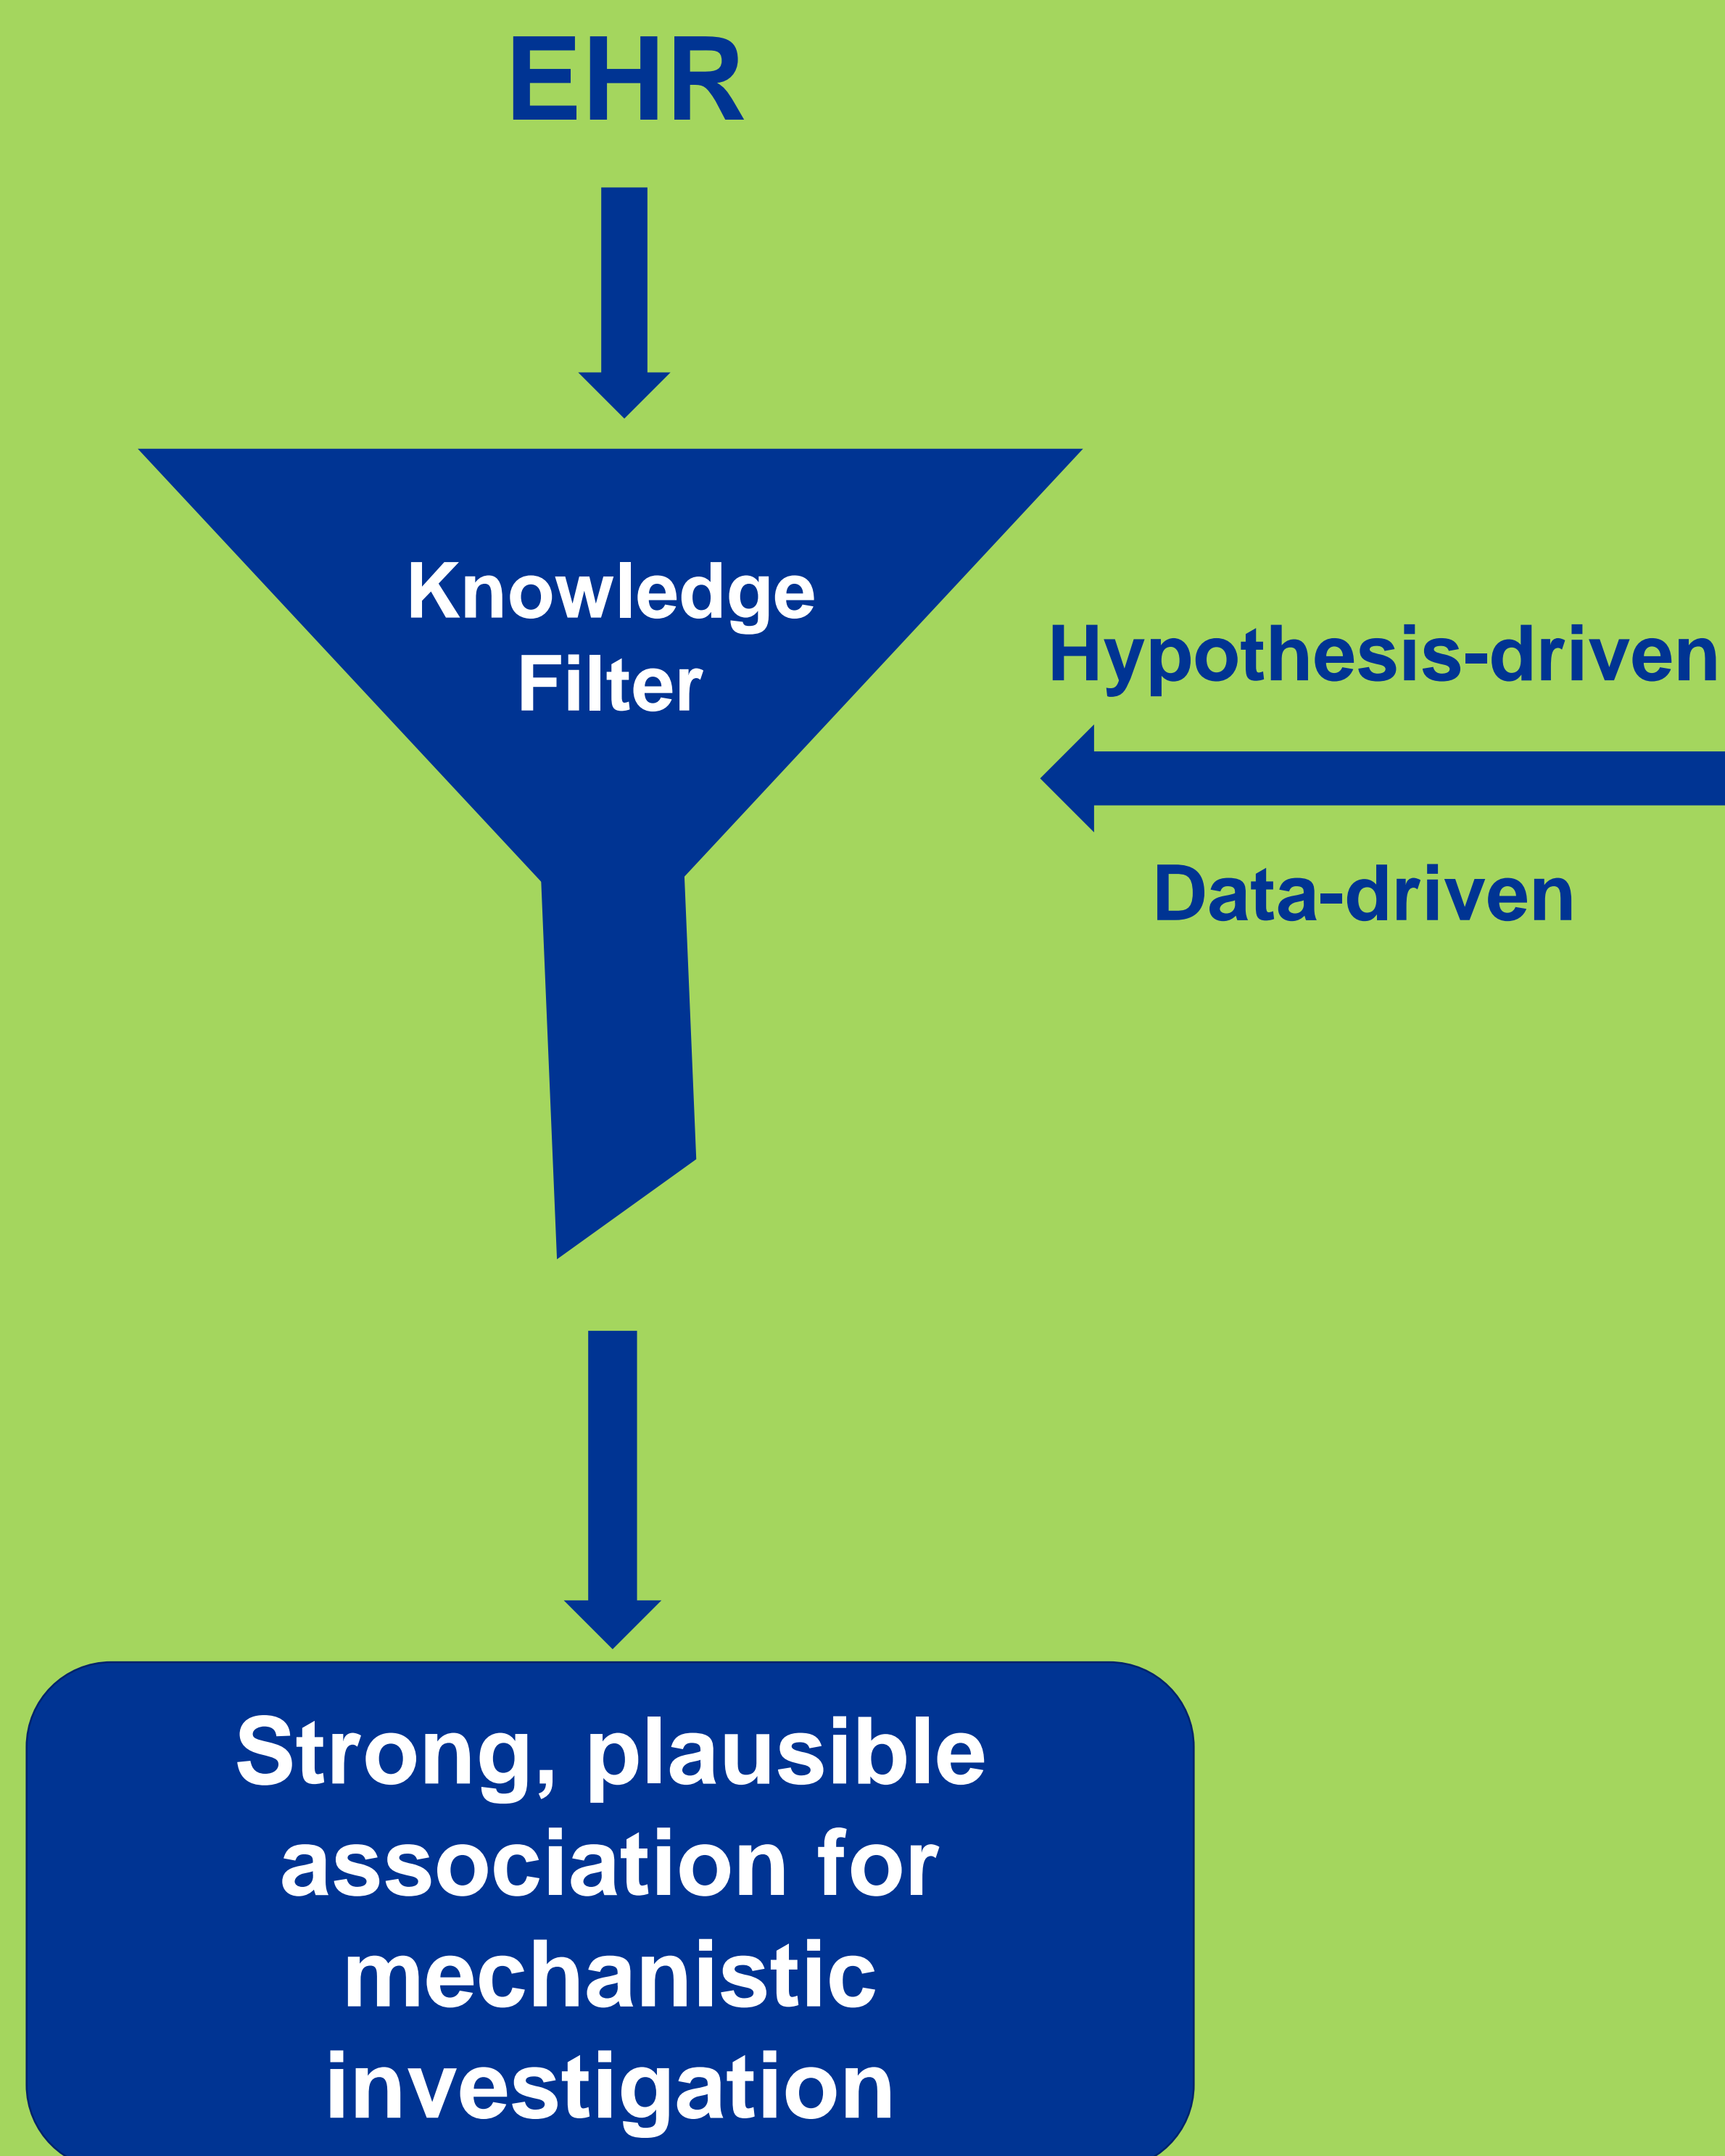 EHR
Knowledge
Filter
Hypothesis-driven
Data-driven
Strong, plausible
association for
mechanistic
investigation